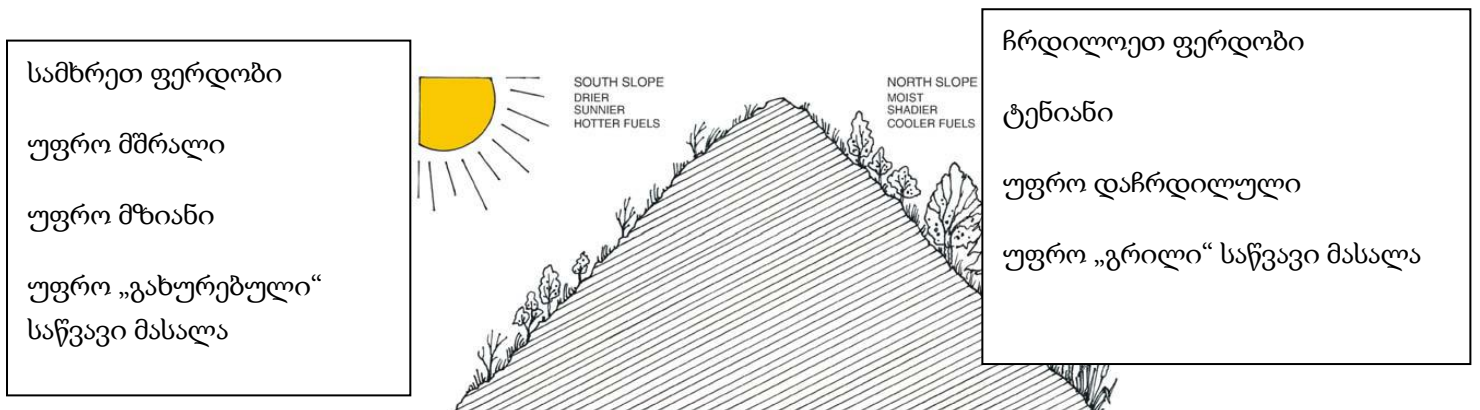 სამხრეთ ფერდობი
უფრო მშრალი
უფრო მზიანი
უფრო „გახურებული“
საწვავი მასალა
SOUTH SLOPE
DRIER
SUNNIER
HOTTER FUELS
NORTH SLOPE
MOIST
SHADIER
COOLER FUELS
ჩრდილოეთ ფერდობი
ტენიანი
უფრო დაჩრდილული
უფრო „გრილი“ საწვავი მასალა